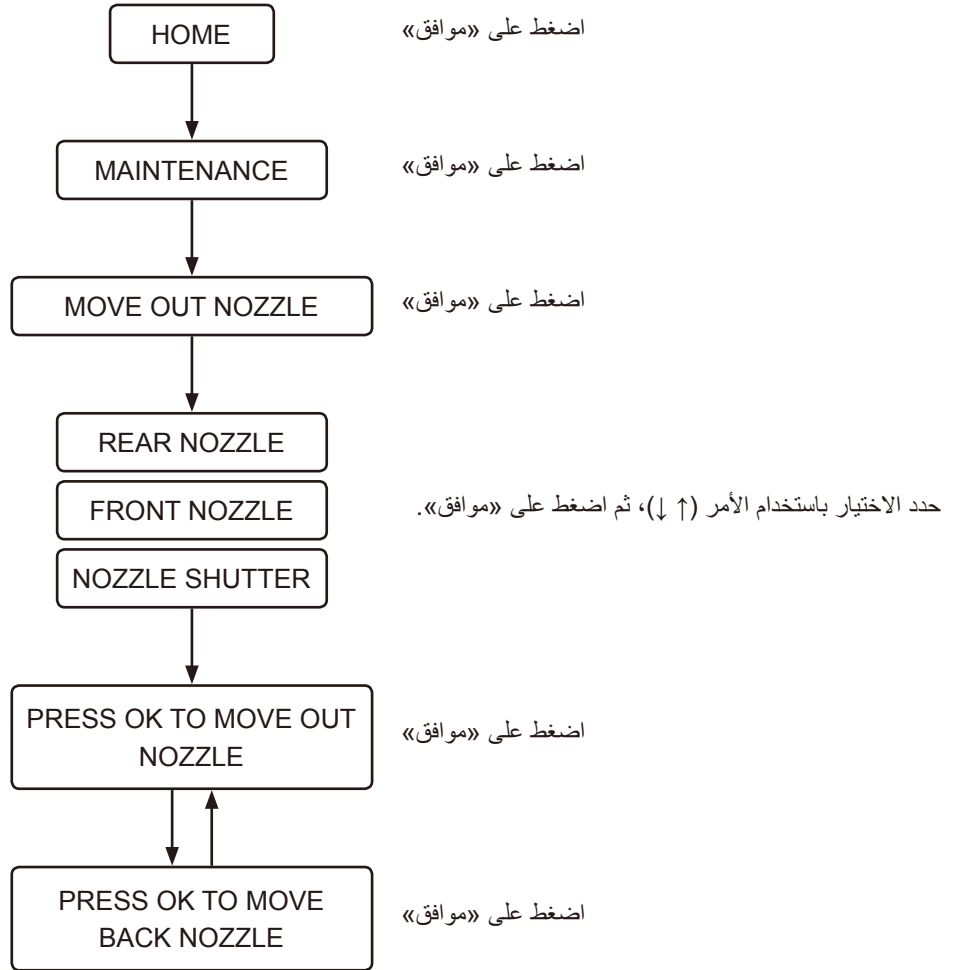 HOME
اضغط على «موافق»
MAINTENANCE
اضغط على «موافق»
MOVE OUT NOZZLE
اضغط على «موافق»
REAR NOZZLE
FRONT NOZZLE
حدد الاختيار باستخدام الأمر (↑ ↓)، ثم اضغط على «موافق».
NOZZLE SHUTTER
PRESS OK TO MOVE OUT
NOZZLE
اضغط على «موافق»
PRESS OK TO MOVE
BACK NOZZLE
اضغط على «موافق»